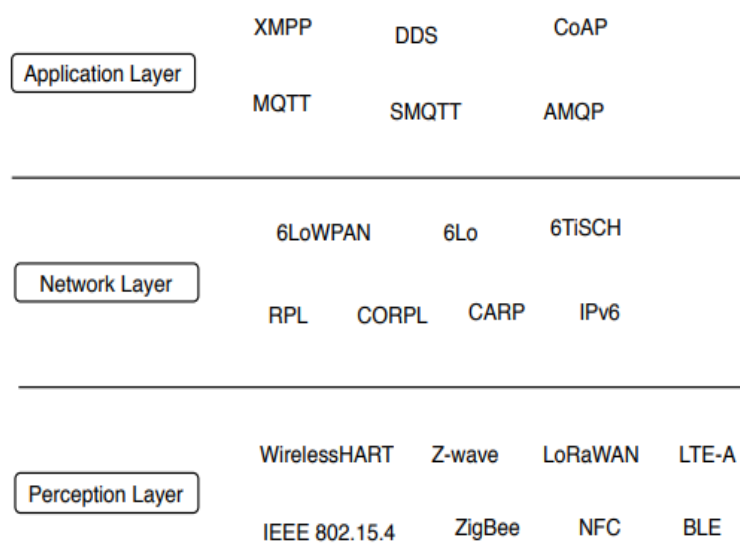 XMPP DDS CoAP
Application Layer
MQTT SMQTT AMQP
6LoWPAN 6Lo 6TiSCH
Network Layer
RPL CORPL CARP IPv6
WirelessHART Z-wave LoRaWAN LTE-A
Perception Layer
IEEE 802.15.4 ZigBee NFC BLE